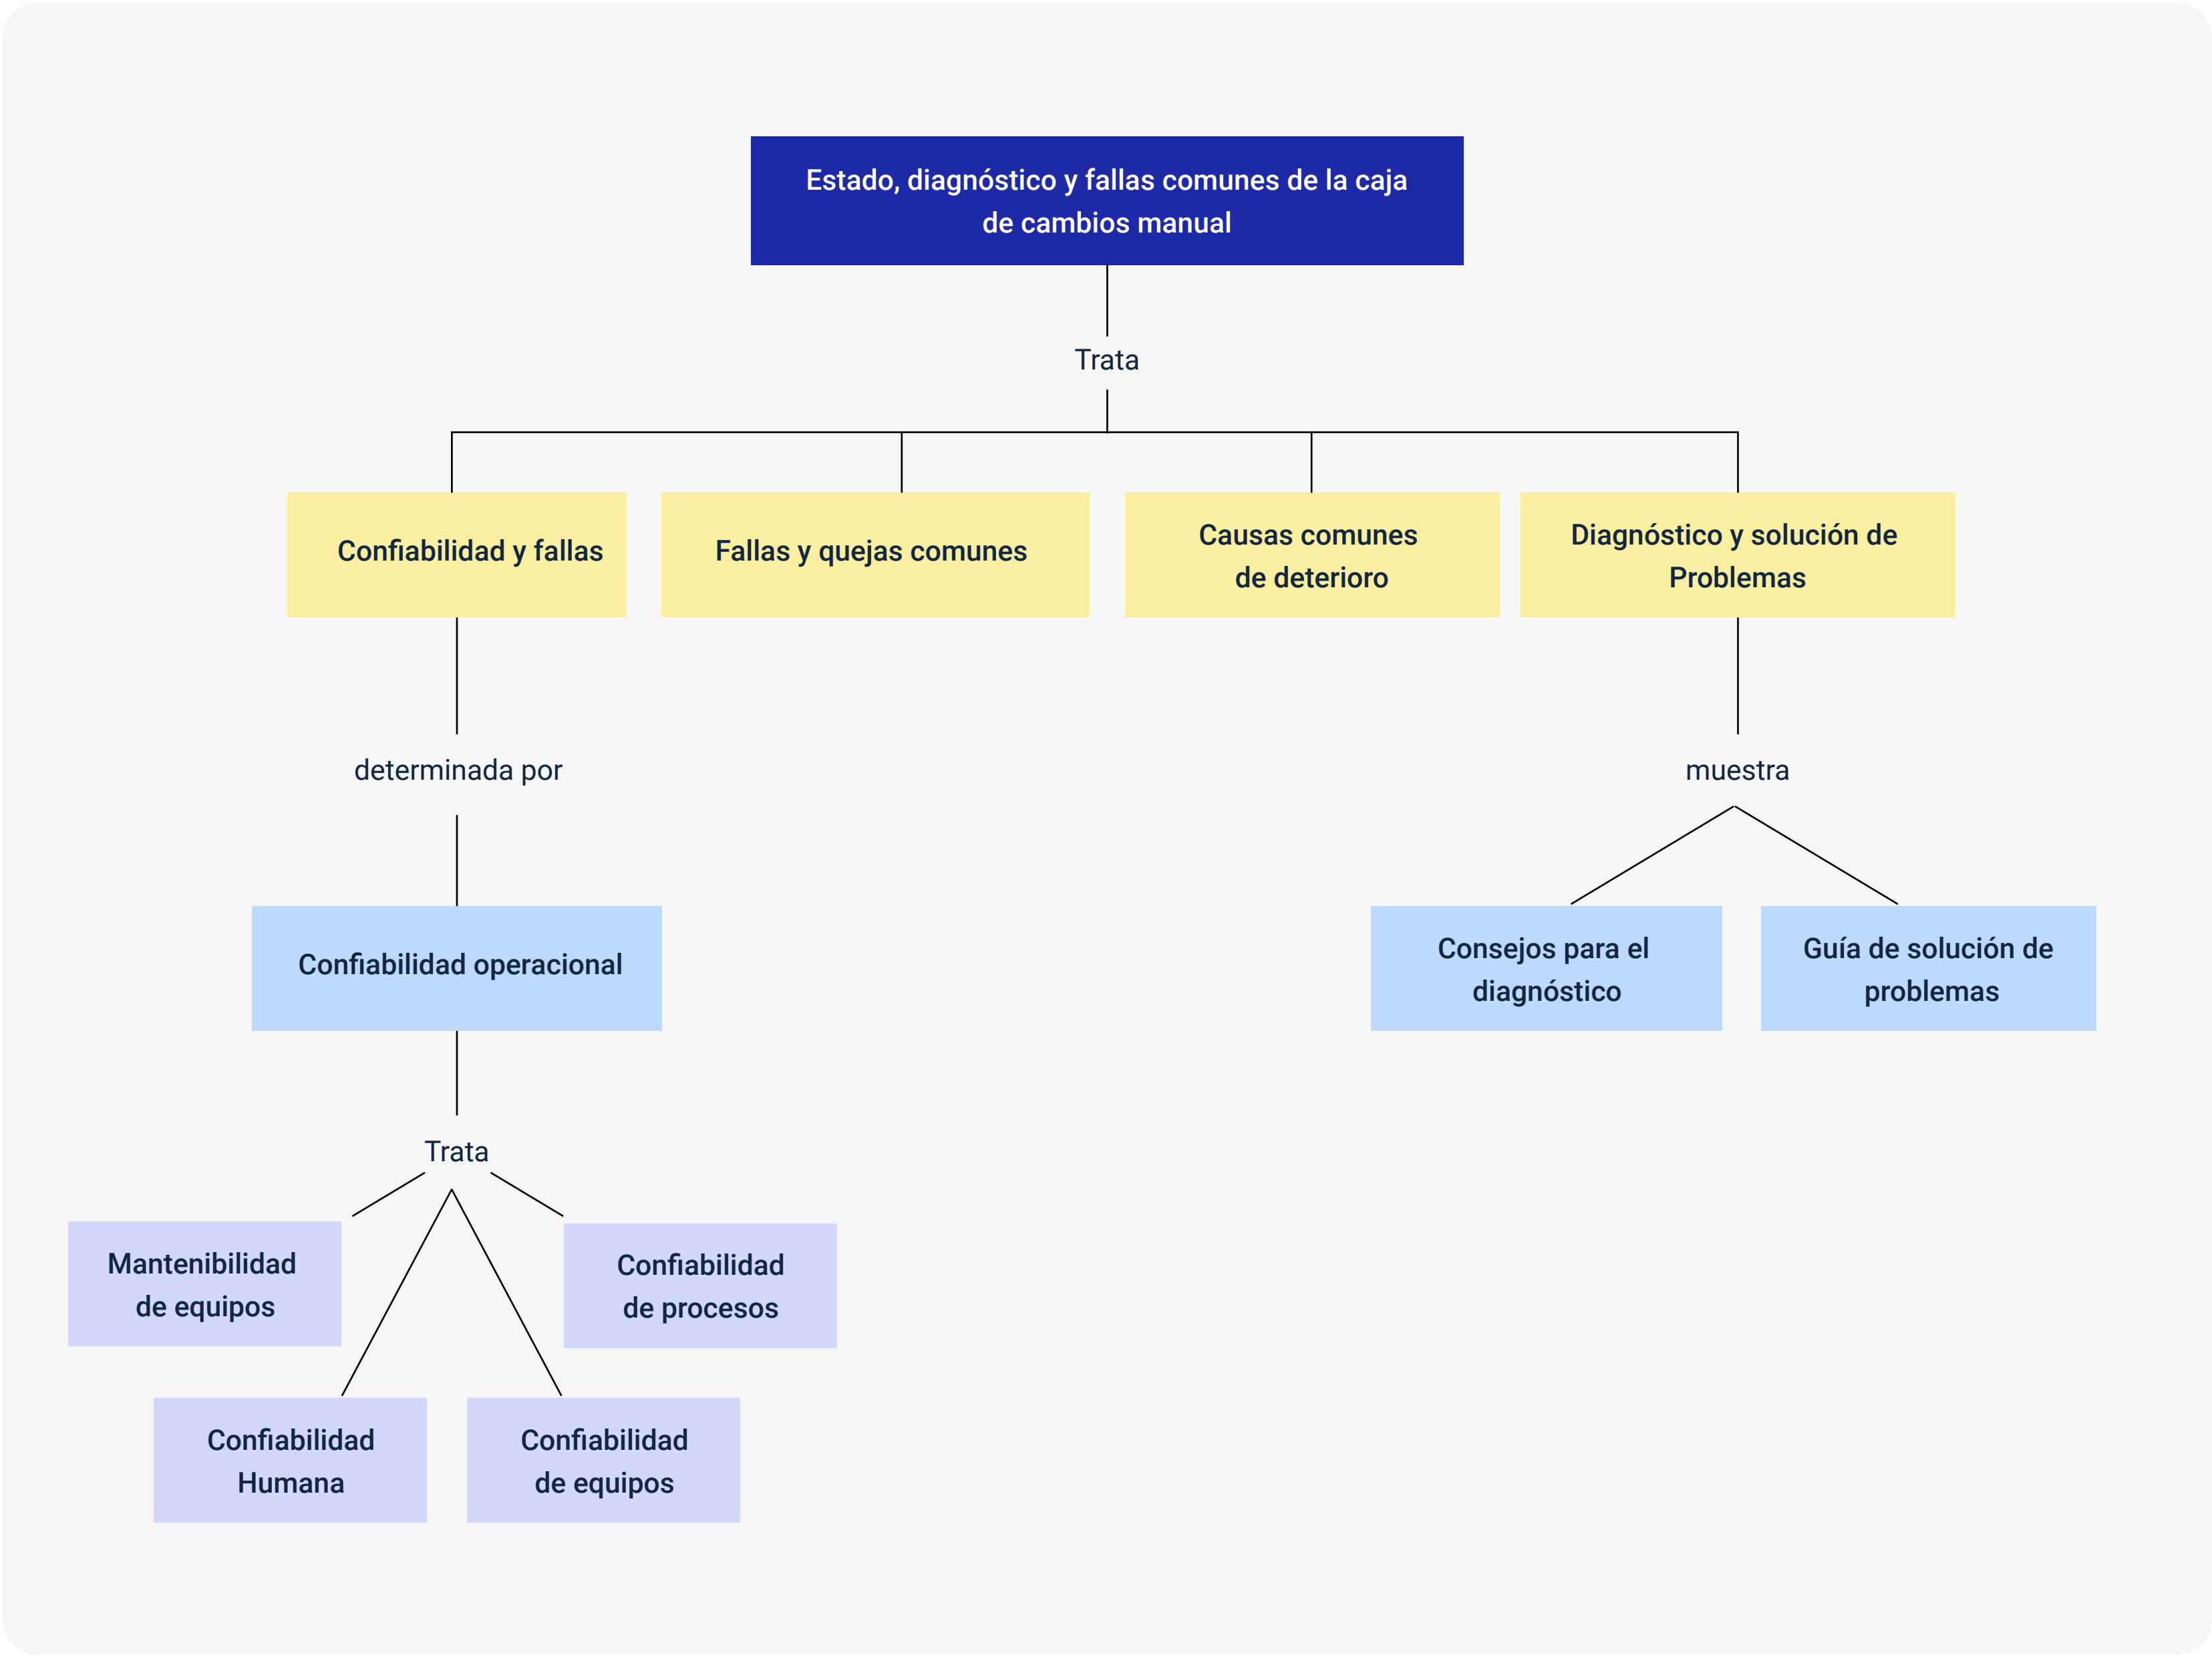 Estado, diagnóstico y fallas comunes de la caja
de cambios manual
Trata
Confiabilidad y fallas
Fallas y quejas comunes
Causas comunes
de deterioro
Diagnóstico y solución de
Problemas
determinada por
muestra
Confiabilidad operacional
Consejos para el
diagnóstico
Guía de solución de
problemas
Trata
Mantenibilidad
de equipos
Confiabilidad
de procesos
Confiabilidad
Humana
Confiabilidad
de equipos